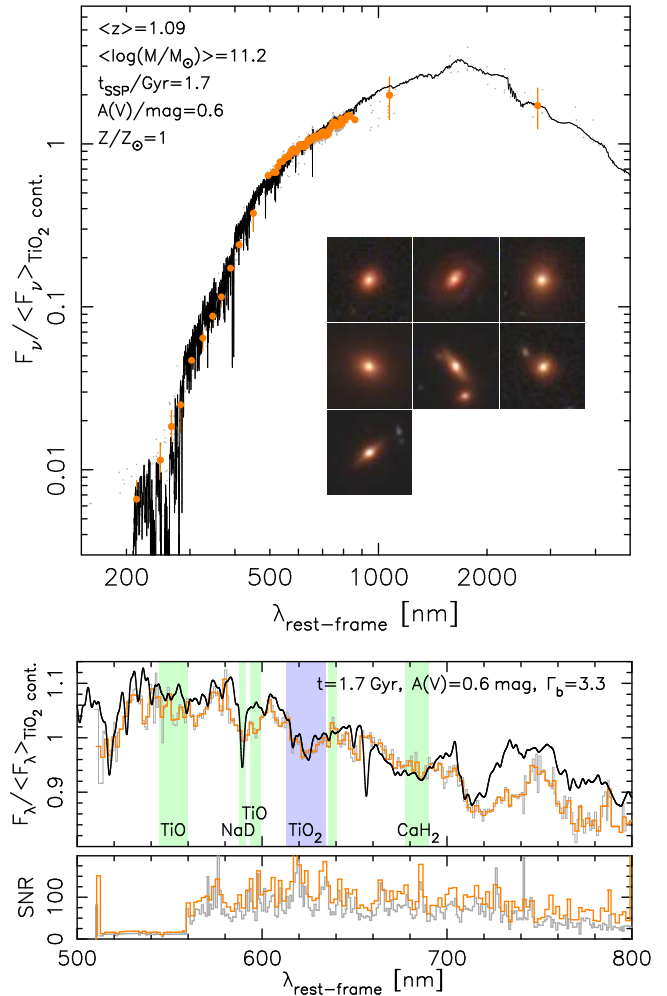 <z>=1.09
<log(M/M⊙)>=11.2
t_SSP/Gyr=1.7
A(V)/mag=0.6
Z/Z⊙=1
F_ν/<F_ν>_TiO₂ cont.
1
0.1
0.01
200 500 1000 2000
λ_rest−frame [nm]
t=1.7 Gyr, A(V)=0.6 mag, Γ_b=3.3
F_λ/<F_λ>_TiO₂ cont.
1.1
1
0.9
TiO
NaD
TiO
TiO₂
CaH₂
SNR
100
0
500 600 700 800
λ_rest−frame [nm]